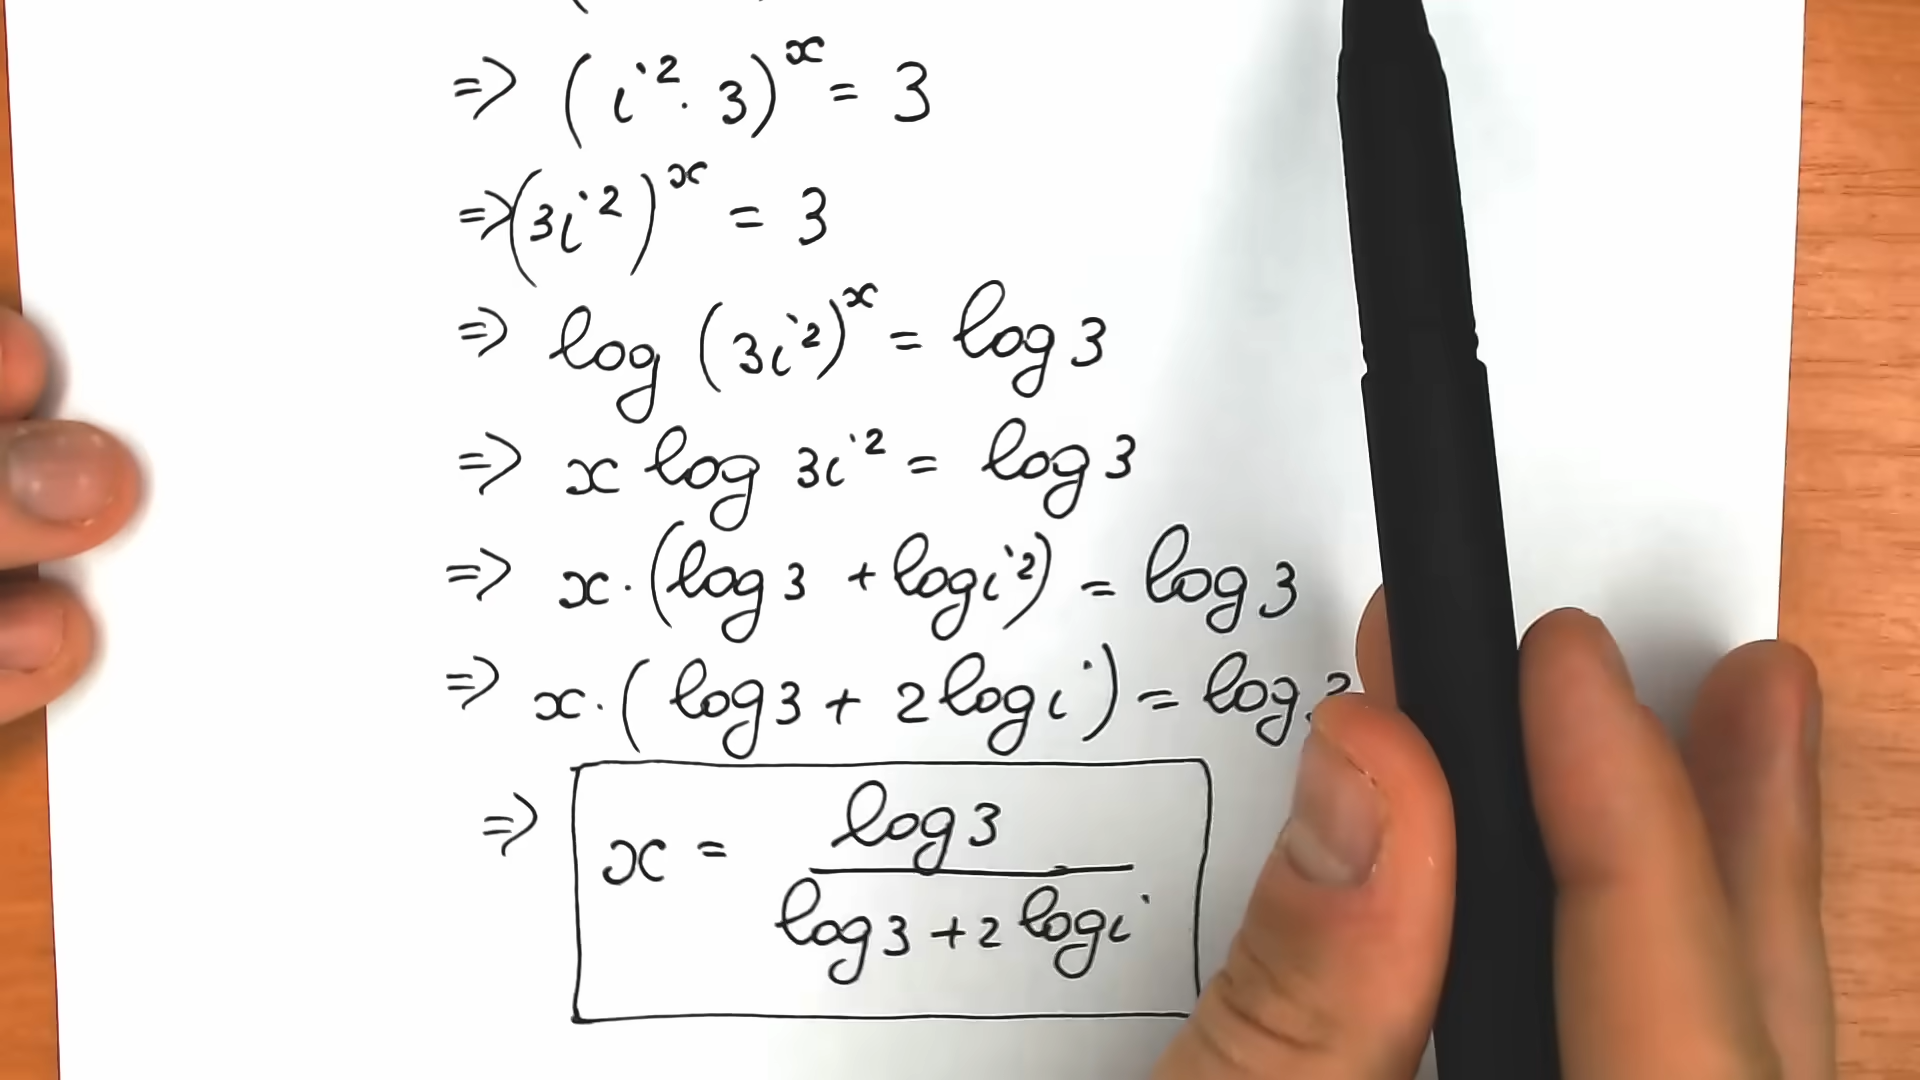 => (i². 3)ˣ = 3
=> (3i²)ˣ = 3
=> log (3i²)ˣ = log 3
=> x log 3i² = log 3
=> x · (log 3 + log i²) = log 3
=> x · ( log 3 + 2 log i ) = log
=> x = log 3 / log 3 + 2 log i